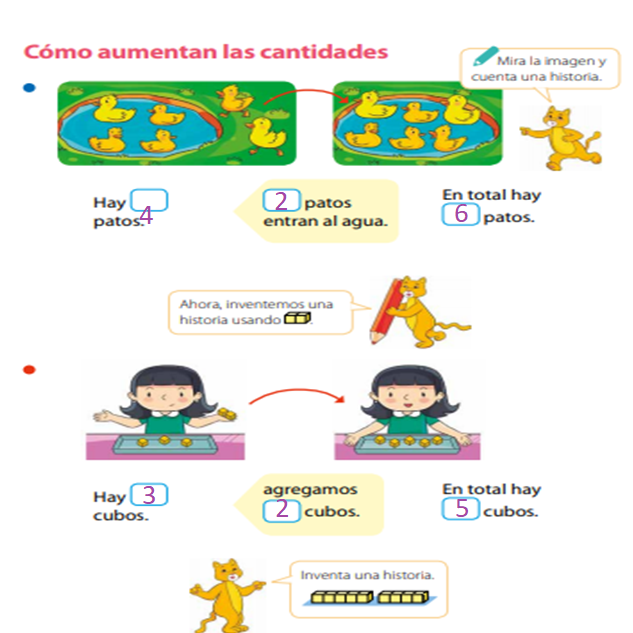 Cómo aumentan las cantidades
Mira la imagen y
cuenta una historia.
Hay
patos.
4
2 patos
entran al agua.
En total hay
6 patos.
Ahora, inventemos una
historia usando .
Hay 3
cubos.
agregamos
2 cubos.
En total hay
5 cubos.
Inventa una historia.